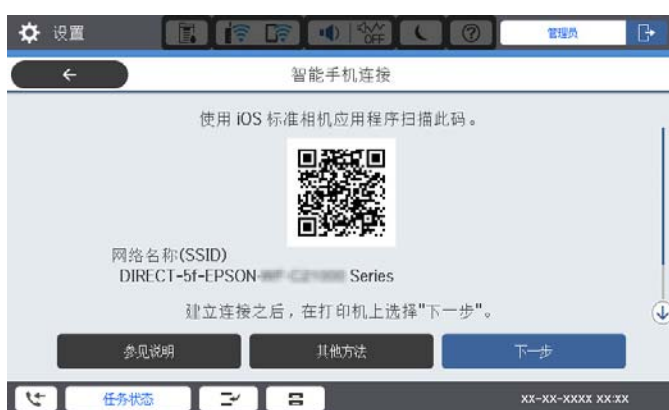 设置
OFF
管理员
智能手机连接
使用 iOS 标准相机应用程序扫描此码。
网络名称(SSID)
DIRECT-5f-EPSON- Series
建立连接之后，在打印机上选择"下一步"。
参见说明
其他方法
下一步
任务状态
xx-xx-xxxx xx:xx